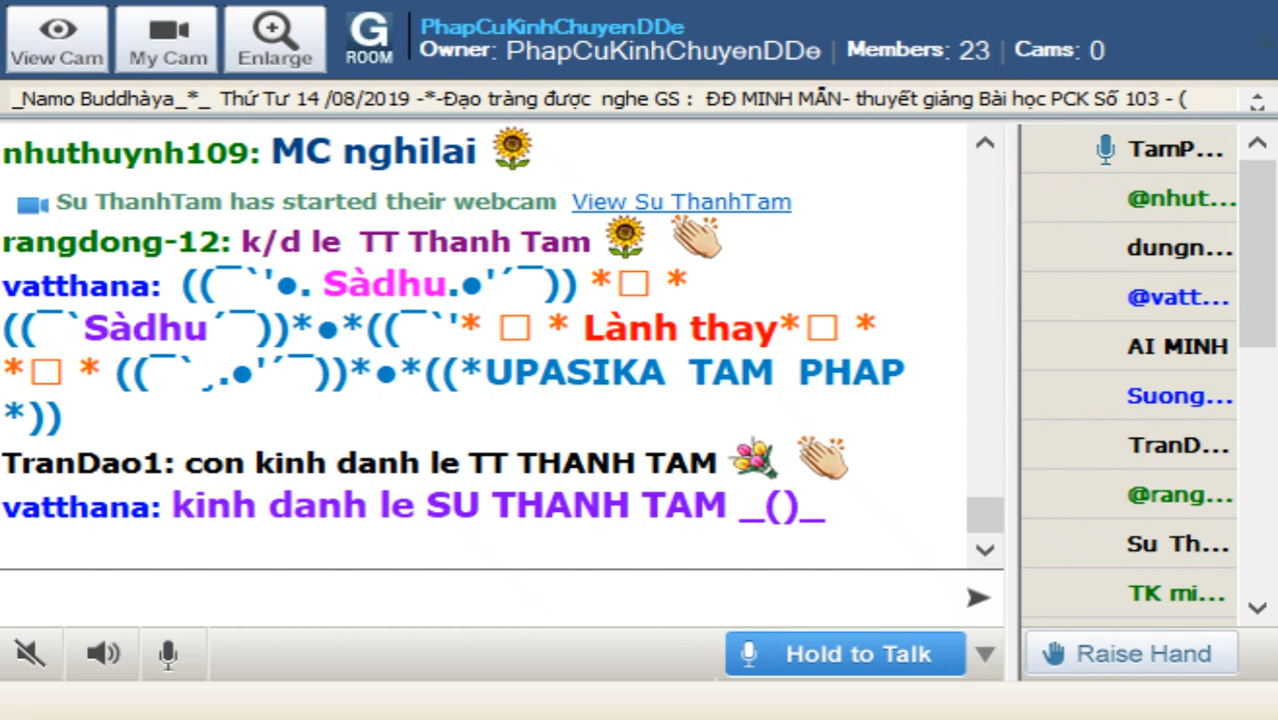 View Cam
My Cam
Enlarge
G ROOM
PhapCuKinhChuyenDDe
Owner: PhapCuKinhChuyenDDe | Members: 23 | Cams: 0
_Namo Buddhàya_*_ Thứ Tư 14 /08/2019 -*-Đạo tràng được nghe GS : ĐĐ MINH MẪN- thuyết giảng Bài học PCK Số 103 - (
nhuthuynh109: MC nghilai
Su ThanhTam has started their webcam View Su ThanhTam
rangdong-12: k/d le TT Thanh Tam
vatthana: ((¯`'●. Sàdhu.●'´¯)) *□ *
((¯`Sàdhu´¯))*●*((¯`'* □ * Lành thay*□ *
*□ * ((¯`¸.●'´¯))*●*((*UPASIKA TAM PHAP
*))
TranDao1: con kinh danh le TT THANH TAM
vatthana: kinh danh le SU THANH TAM _()_
TamP...
@nhut...
dungn...
@vatt...
AI MINH
Suong...
TranD...
@rang...
Su Th...
TK mi...
Hold to Talk
Raise Hand